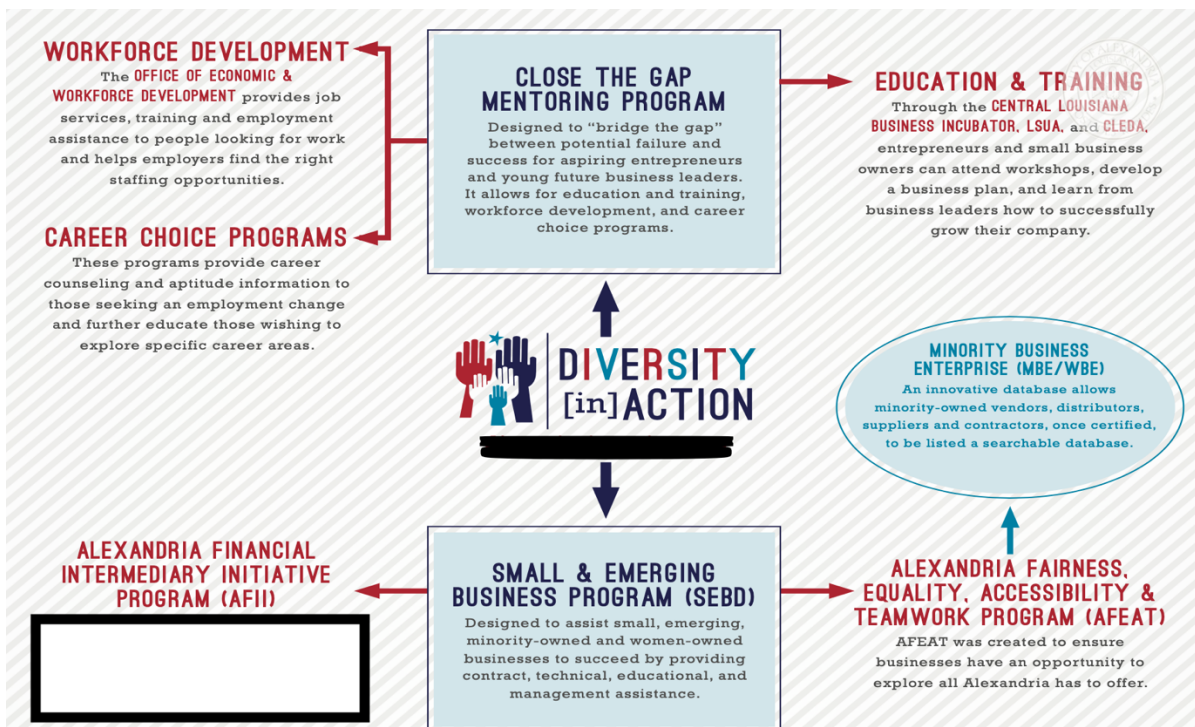 WORKFORCE DEVELOPMENT
The OFFICE OF ECONOMIC &
WORKFORCE DEVELOPMENT provides job
services, training and employment
assistance to people looking for work
and helps employers find the right
staffing opportunities.
CAREER CHOICE PROGRAMS
These programs provide career
counseling and aptitude information to
those seeking an employment change
and further educate those wishing to
explore specific career areas.
CLOSE THE GAP
MENTORING PROGRAM
Designed to “bridge the gap”
between potential failure and
success for aspiring entrepreneurs
and young future business leaders.
It allows for education and training,
workforce development, and career
choice programs.
EDUCATION & TRAINING
Through the CENTRAL LOUISIANA
BUSINESS INCUBATOR, LSUA, and CLEDA,
entrepreneurs and small business
owners can attend workshops, develop
a business plan, and learn from
business leaders how to successfully
grow their company.
DIVERSITY
[in] ACTION
MINORITY BUSINESS
ENTERPRISE (MBE/WBE)
An innovative database allows
minority-owned vendors, distributors,
suppliers and contractors, once certified,
to be listed a searchable database.
ALEXANDRIA FINANCIAL
INTERMEDIARY INITIATIVE
PROGRAM (AFII)
SMALL & EMERGING
BUSINESS PROGRAM (SEBD)
Designed to assist small, emerging,
minority-owned and women-owned
businesses to succeed by providing
contract, technical, educational, and
management assistance.
ALEXANDRIA FAIRNESS,
EQUALITY, ACCESSIBILITY &
TEAMWORK PROGRAM (AFEAT)
AFEAT was created to ensure
businesses have an opportunity to
explore all Alexandria has to offer.